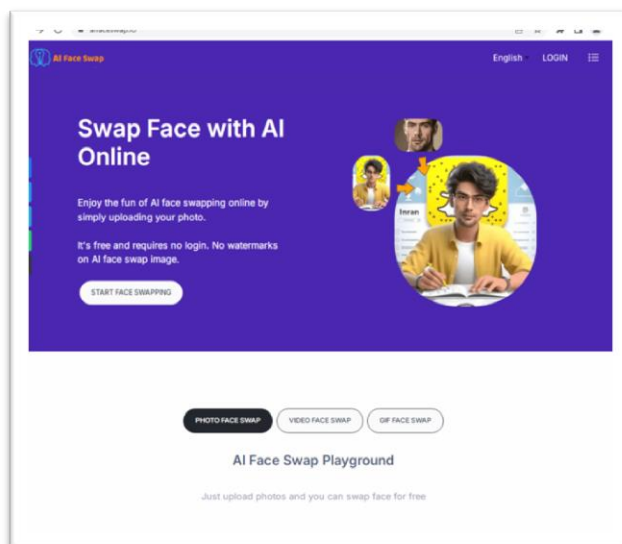 AI Face Swap
English LOGIN
Swap Face with AI
Online
Enjoy the fun of AI face swapping online by
simply uploading your photo.
It's free and requires no login. No watermarks
on AI face swap image.
START FACE SWAPPING
Inran
PHOTO FACE SWAP VIDEO FACE SWAP GIF FACE SWAP
AI Face Swap Playground
Just upload photos and you can swap face for free